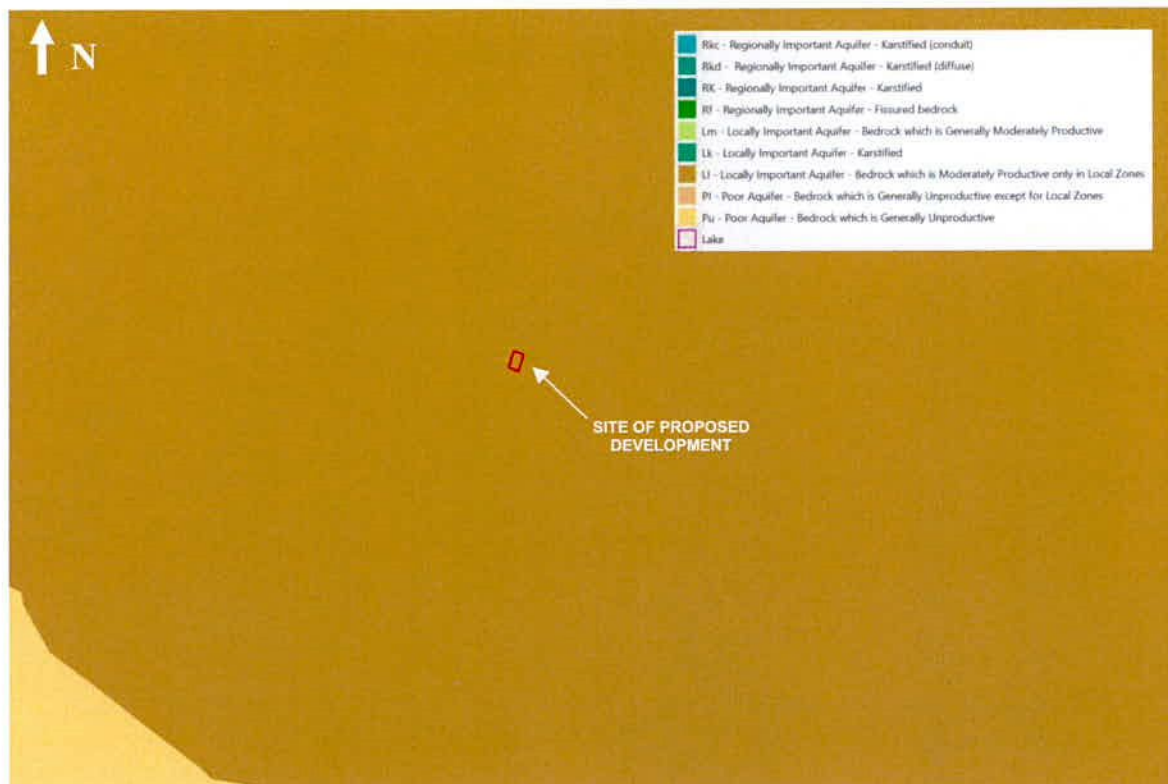 N
Rkc - Regionally Important Aquifer - Karstified (conduit)
Rkd - Regionally Important Aquifer - Karstified (diffuse)
RK - Regionally Important Aquifer - Karstified
Rf - Regionally Important Aquifer - Fissured bedrock
Lm - Locally Important Aquifer - Bedrock which is Generally Moderately Productive
Lk - Locally Important Aquifer - Karstified
Ll - Locally Important Aquifer - Bedrock which is Moderately Productive only in Local Zones
Pl - Poor Aquifer - Bedrock which is Generally Unproductive except for Local Zones
Pu - Poor Aquifer - Bedrock which is Generally Unproductive
Lake
SITE OF PROPOSED
DEVELOPMENT